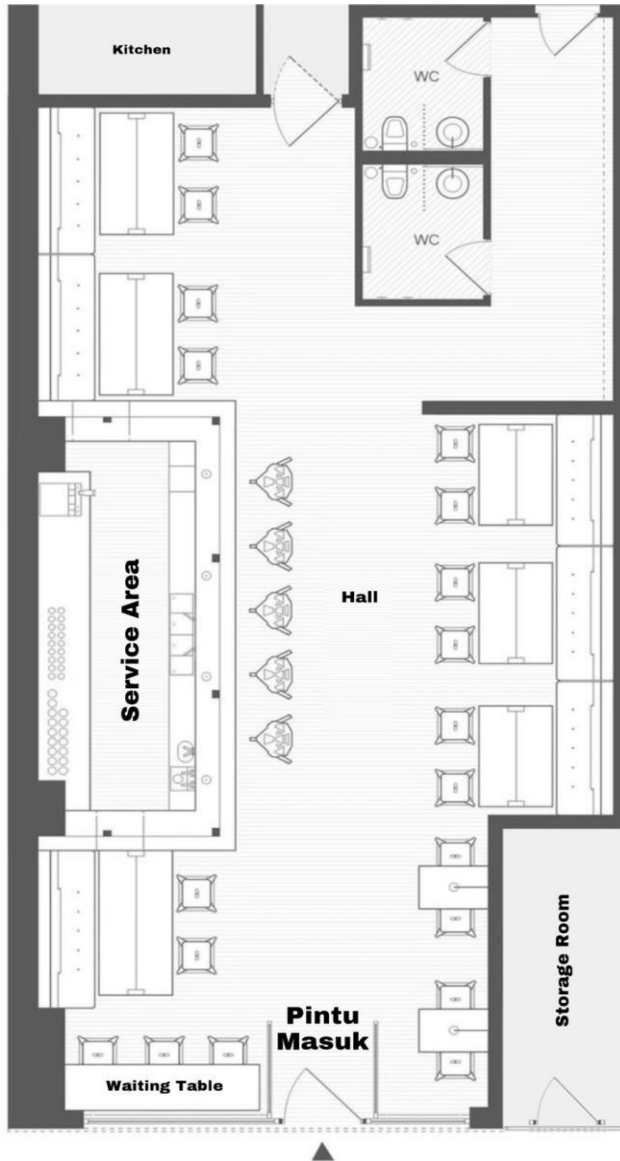 Kitchen
WC
WC
Service Area
Hall
Storage Room
Pintu
Masuk
Waiting Table